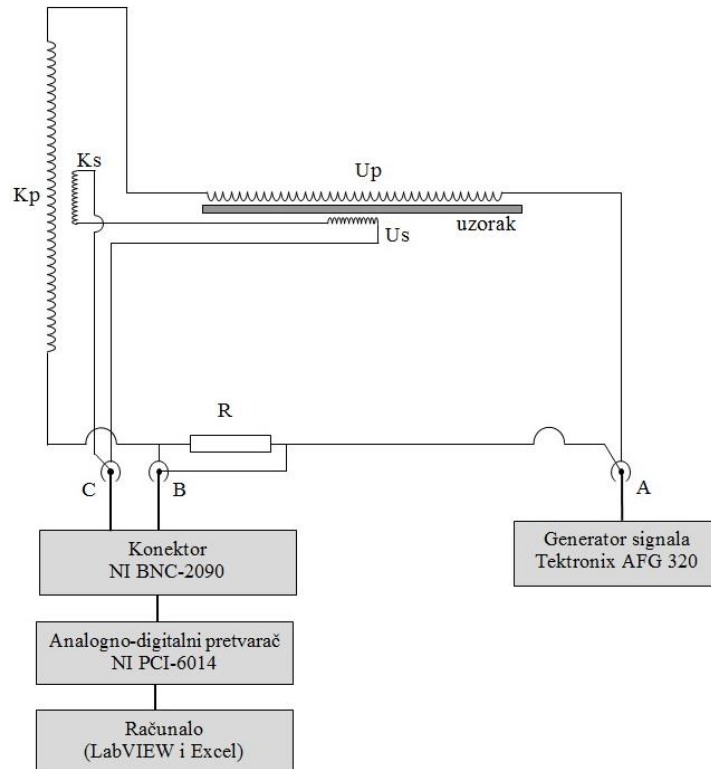 Ks
Up
Kp
uzorak
Us
R
C
B
A
Konektor
NI BNC-2090
Generator signala
Tektronix AFG 320
Analogno-digitalni pretvarač
NI PCI-6014
Računalo
(LabVIEW i Excel)